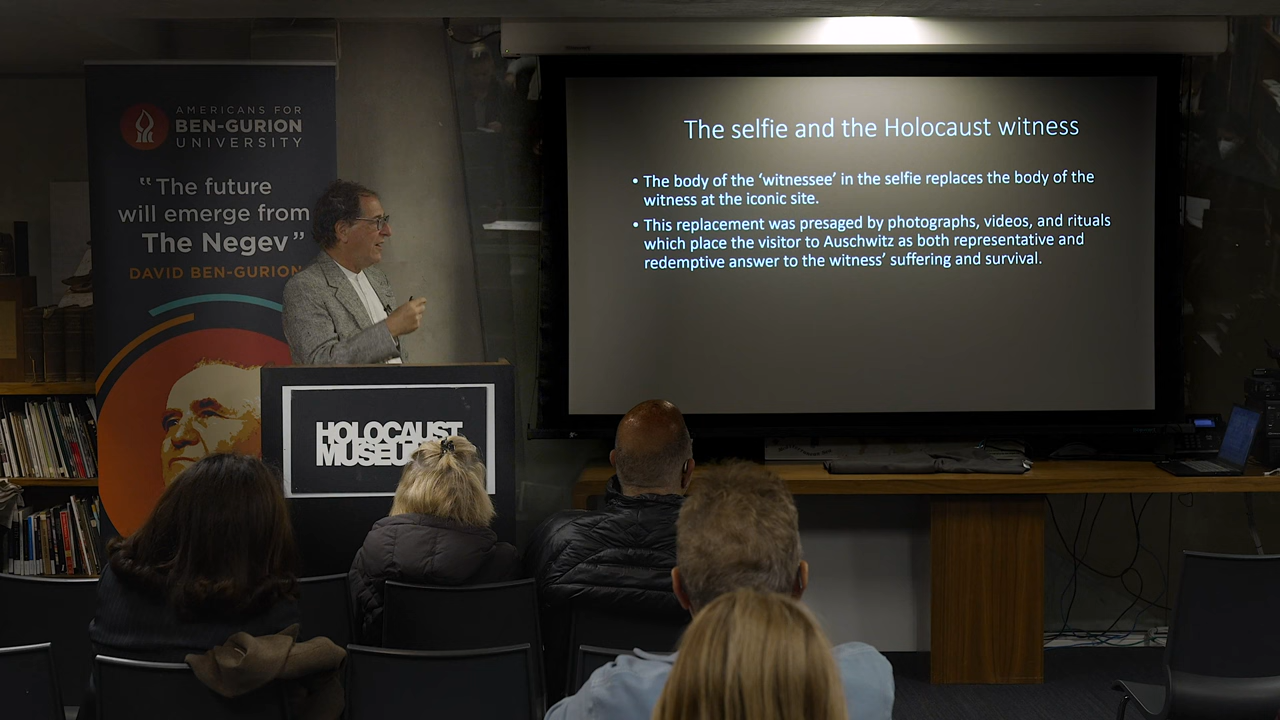 AMERICANS FOR
BEN-GURION
UNIVERSITY
“The future
will emerge from
The Negev”
DAVID BEN-GURION
HOLOCAUST
The selfie and the Holocaust witness
• The body of the ‘witnessee’ in the selfie replaces the body of the
witness at the iconic site.
• This replacement was presaged by photographs, videos, and rituals
which place the visitor to Auschwitz as both representative and
redemptive answer to the witness’ suffering and survival.